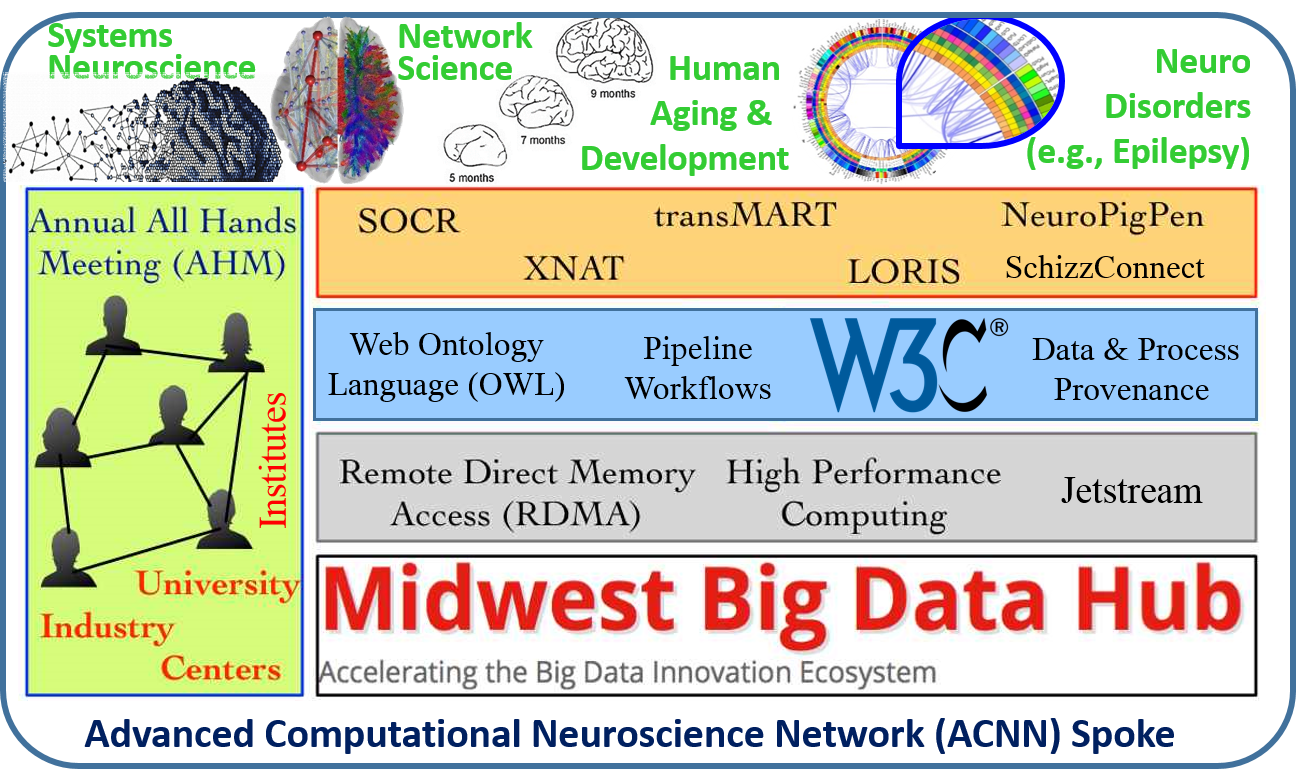 Systems
Neuroscience
Network
Science
9 months
7 months
5 months
Human
Aging &
Development
Neuro
Disorders
(e.g., Epilepsy)
Annual All Hands
Meeting (AHM)
Institutes
University
Industry
Centers
SOCR
transMART
NeuroPigPen
XNAT
LORIS
SchizzConnect
Web Ontology
Language (OWL)
Pipeline
Workflows
W3C®
Data & Process
Provenance
Remote Direct Memory
Access (RDMA)
High Performance
Computing
Jetstream
Midwest Big Data Hub
Accelerating the Big Data Innovation Ecosystem
Advanced Computational Neuroscience Network (ACNN) Spoke